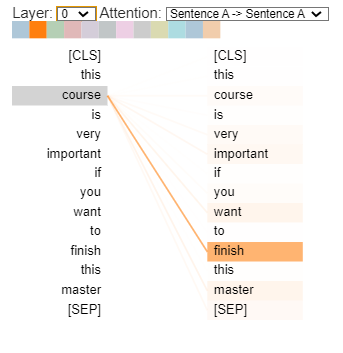 Layer: 0 Attention: Sentence A -> Sentence A
[CLS] [CLS]
this this
course course
is is
very very
important important
if if
you you
want want
to to
finish finish
this this
master master
[SEP] [SEP]